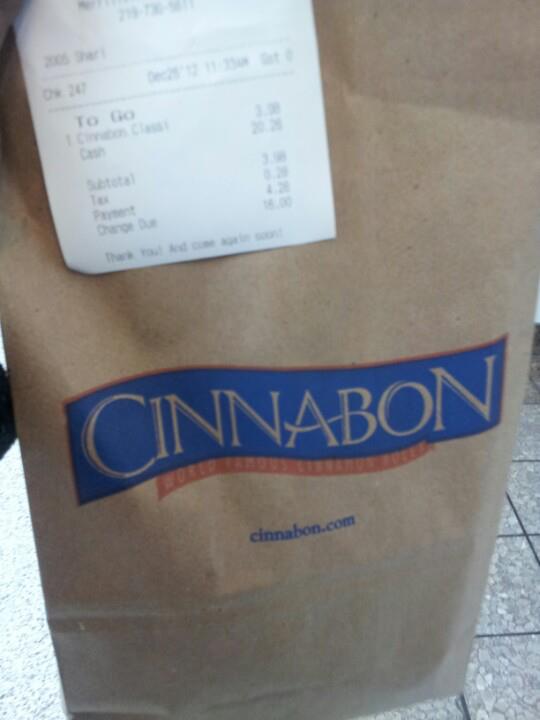 219-736-5611
2005 Shari
Chk 247 Dec26'12 11:33AM Gst 0
To Go
1 Cinnabon Classi 3.98
Cash 20.26
Subtotal 3.98
Tax 0.28
Payment 4.26
Change Due 16.00
Thank You! And come again soon!
CINNABON
WORLD FAMOUS CINNAMON ROLLS
cinnabon.com